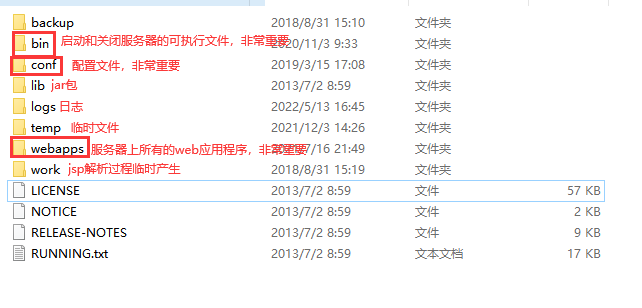 backup 2018/8/31 15:10 文件夹
bin 启动和关闭服务器的可执行文件，非常重要 2020/11/3 9:33 文件夹
conf 配置文件，非常重要 2019/3/15 17:08 文件夹
lib jar包 2013/7/2 8:59 文件夹
logs 日志 2022/5/13 16:45 文件夹
temp 临时文件 2021/12/3 14:26 文件夹
webapps 服务器上所有的web应用程序，非常重要 7/16 21:49 文件夹
work jsp解析过程临时产生 2018/8/31 15:19 文件夹
LICENSE 2013/7/2 8:59 文件 57 KB
NOTICE 2013/7/2 8:59 文件 2 KB
RELEASE-NOTES 2013/7/2 8:59 文件 9 KB
RUNNING.txt 2013/7/2 8:59 文本文档 17 KB